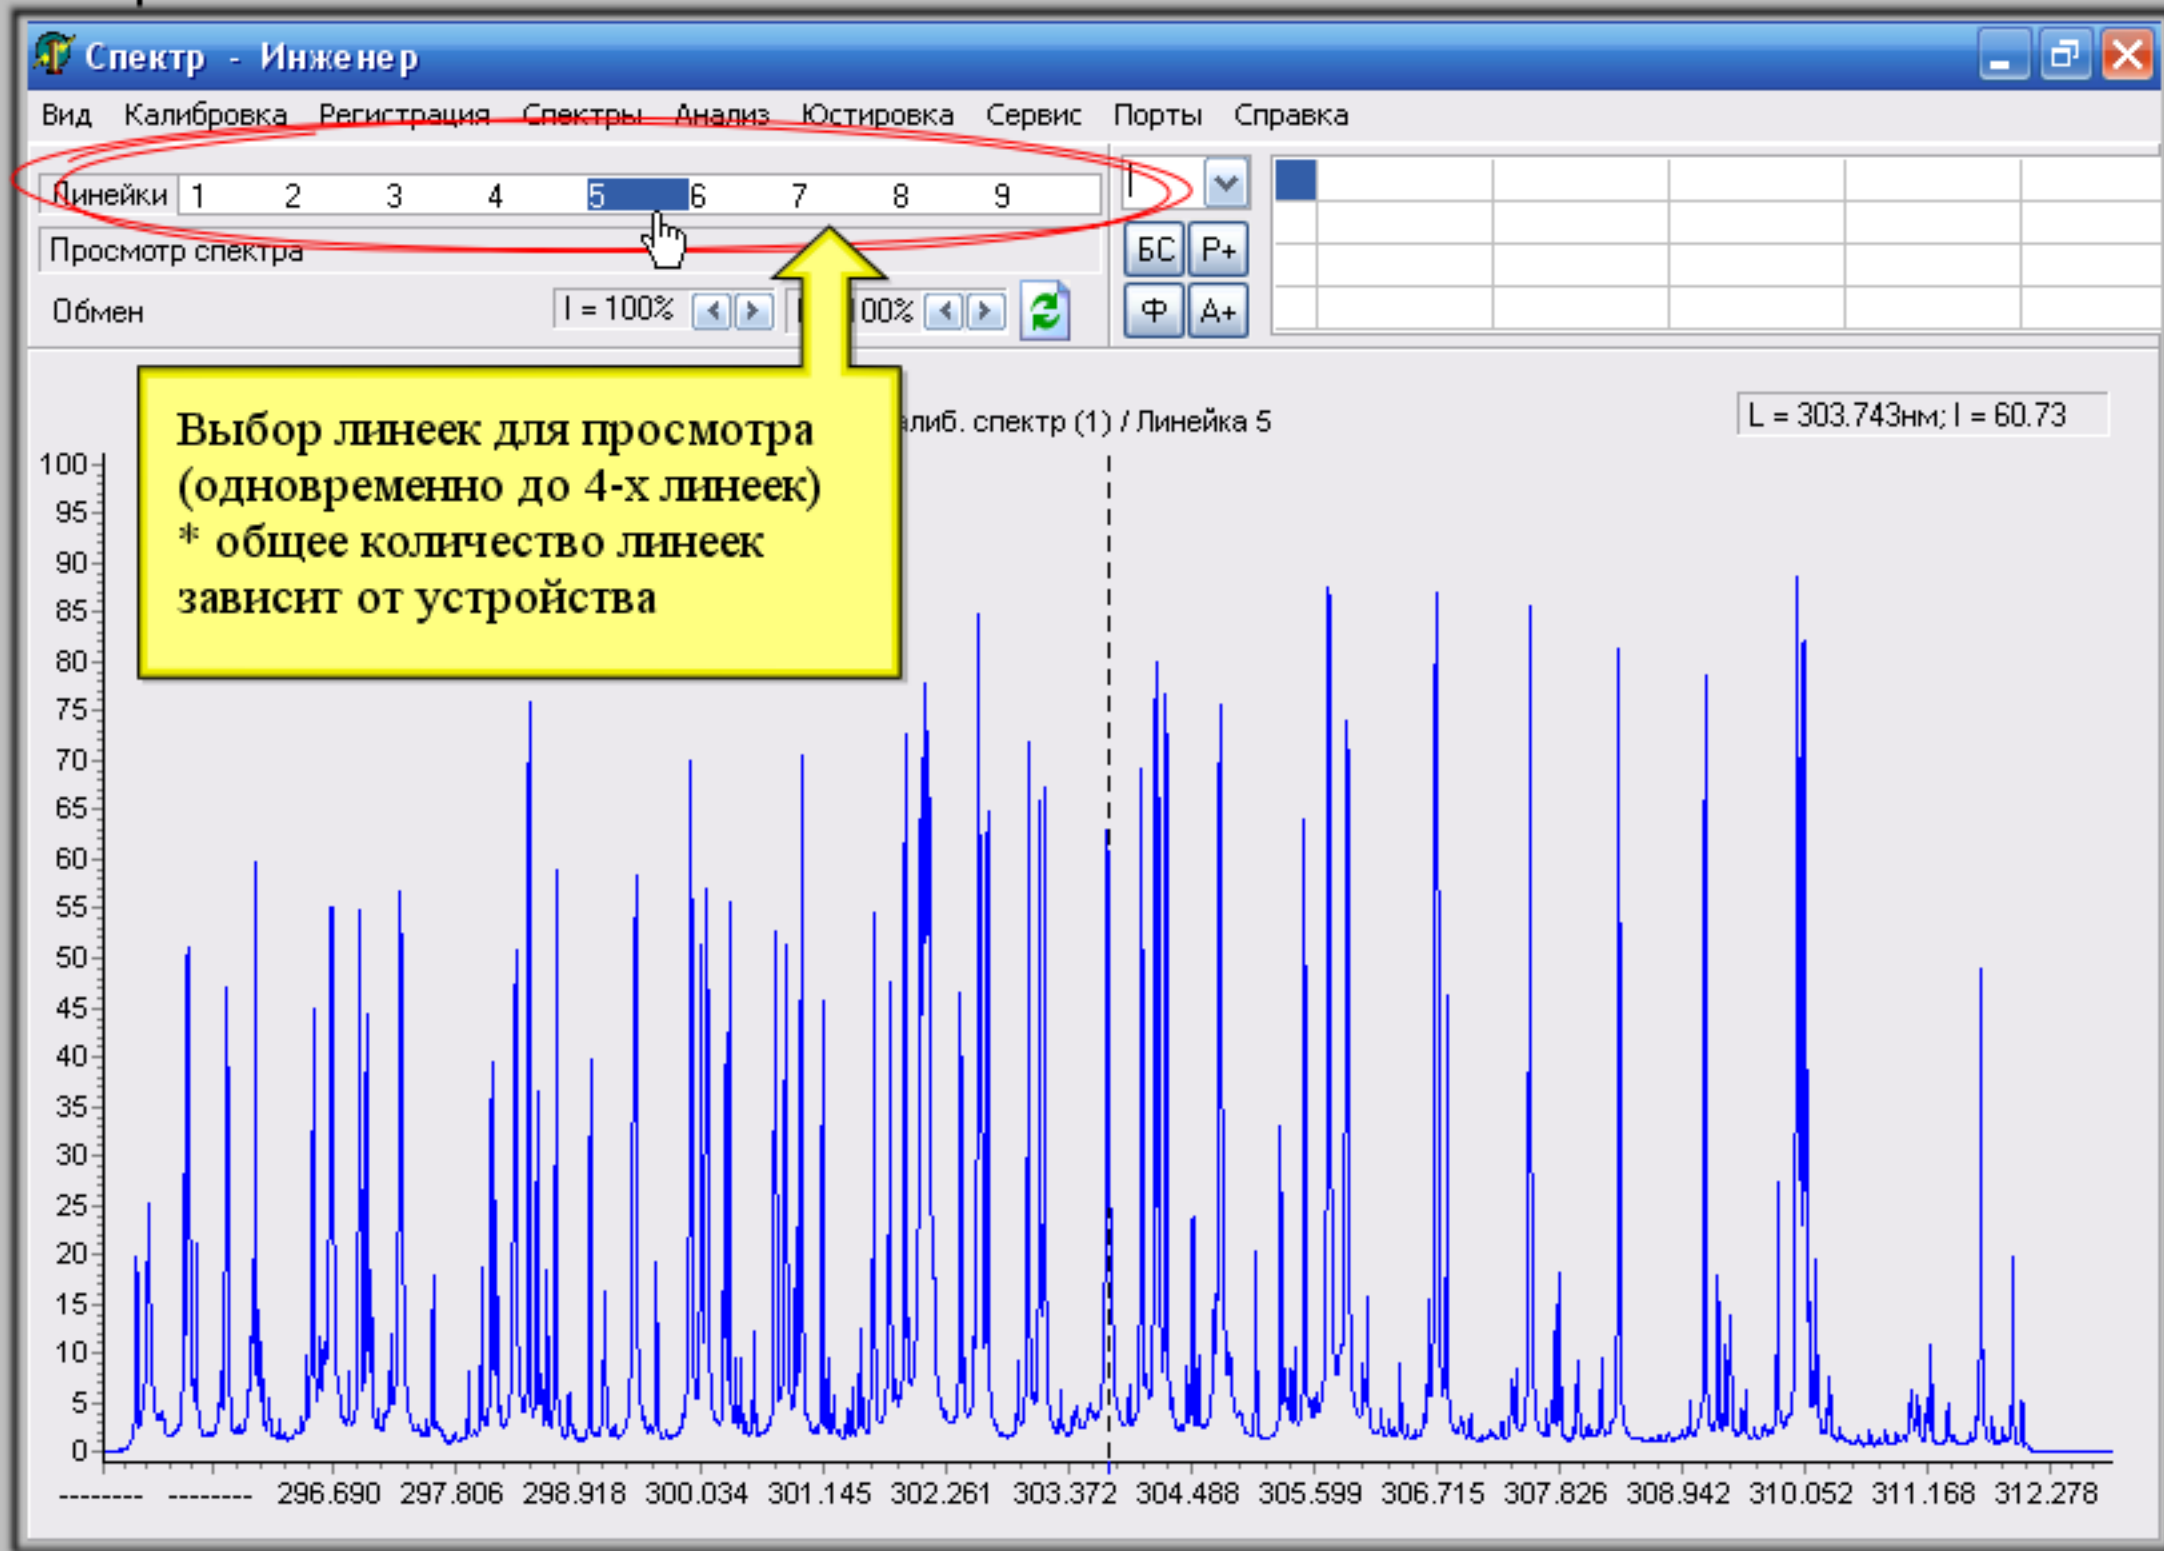 Спектр - Инженер
Вид Калибровка Регистрация Спектры Анализ Юстировка Сервис Порты Справка
Линейки 1 2 3 4 5 6 7 8 9
Просмотр спектра
БС Р+
Обмен I = 100% 00%
Ф А+
Выбор линеек для просмотра
(одновременно до 4-х линеек)
* общее количество линеек
зависит от устройства
алиб. спектр (1) / Линейка 5
L = 303.743нм; I = 60.73
100
95
90
85
80
75
70
65
60
55
50
45
40
35
30
25
20
15
10
5
0
-------- -------- 296.690 297.806 298.918 300.034 301.145 302.261 303.372 304.488 305.599 306.715 307.826 308.942 310.052 311.168 312.278